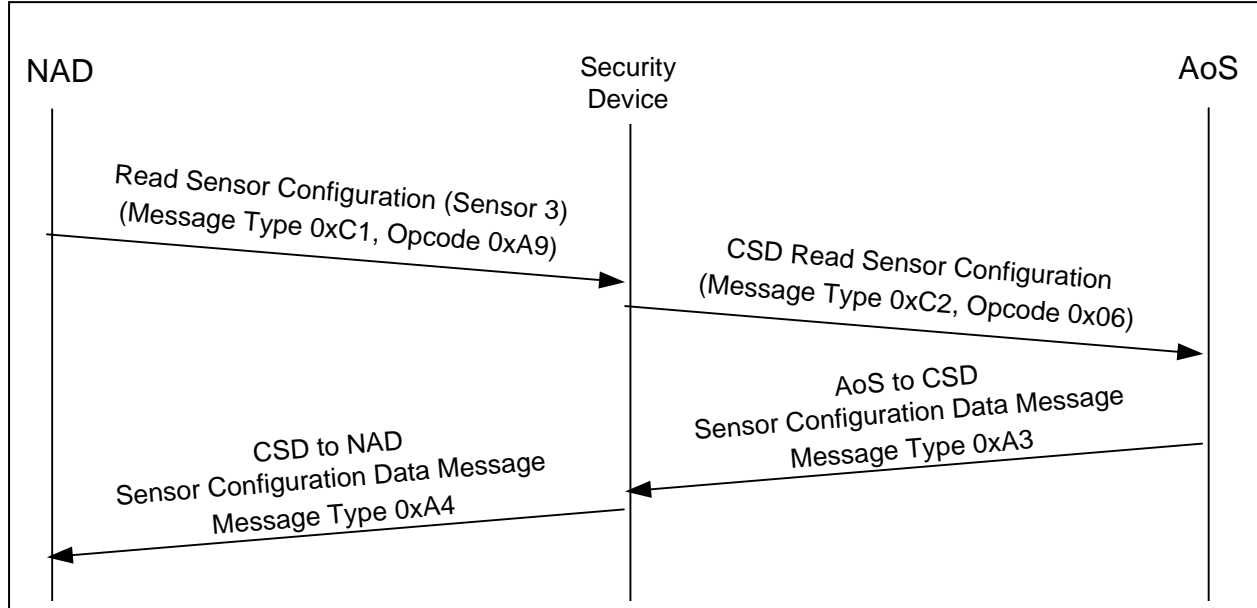 NAD
Security
Device
AoS
Read Sensor Configuration (Sensor 3)
(Message Type 0xC1, Opcode 0xA9)
CSD Read Sensor Configuration
(Message Type 0xC2, Opcode 0x06)
AoS to CSD
Sensor Configuration Data Message
Message Type 0xA3
CSD to NAD
Sensor Configuration Data Message
Message Type 0xA4